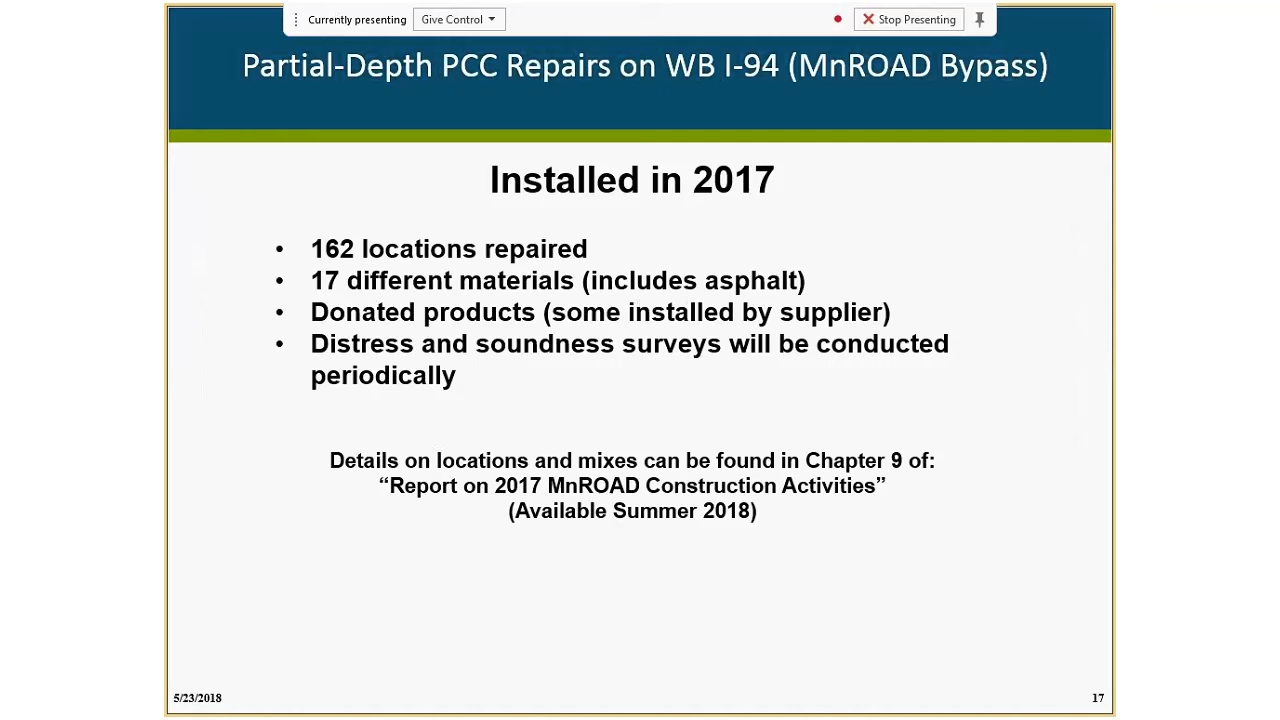 Currently presenting Give Control Stop Presenting
Partial-Depth PCC Repairs on WB I-94 (MnROAD Bypass)
Installed in 2017
• 162 locations repaired
• 17 different materials (includes asphalt)
• Donated products (some installed by supplier)
• Distress and soundness surveys will be conducted
periodically
Details on locations and mixes can be found in Chapter 9 of:
“Report on 2017 MnROAD Construction Activities”
(Available Summer 2018)
5/23/2018 17